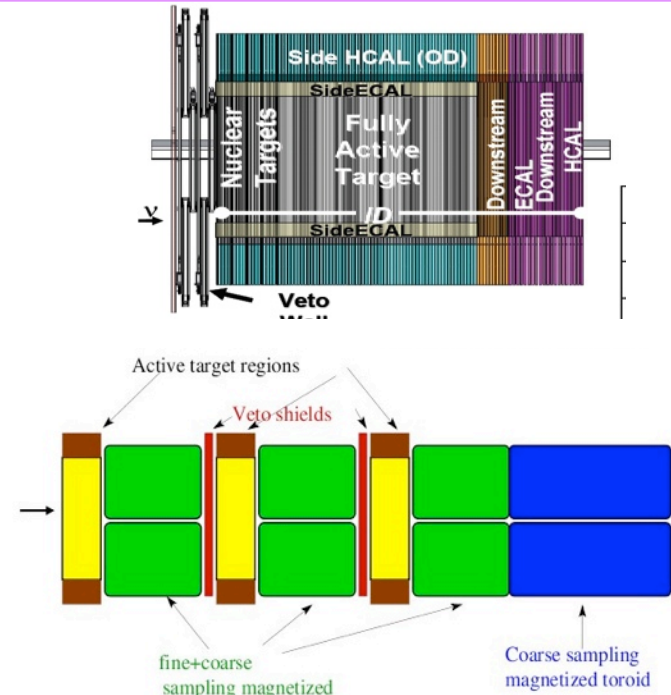 Side HCAL (OD)
SideECAL
Nuclear
Targets
Fully
Active
Target
Downstream
ECAL
Downstream
HCAL
ν
ID
SideECAL
Veto
Wall
Active target regions
Veto shields
fine+coarse
sampling magnetized
Coarse sampling
magnetized toroid